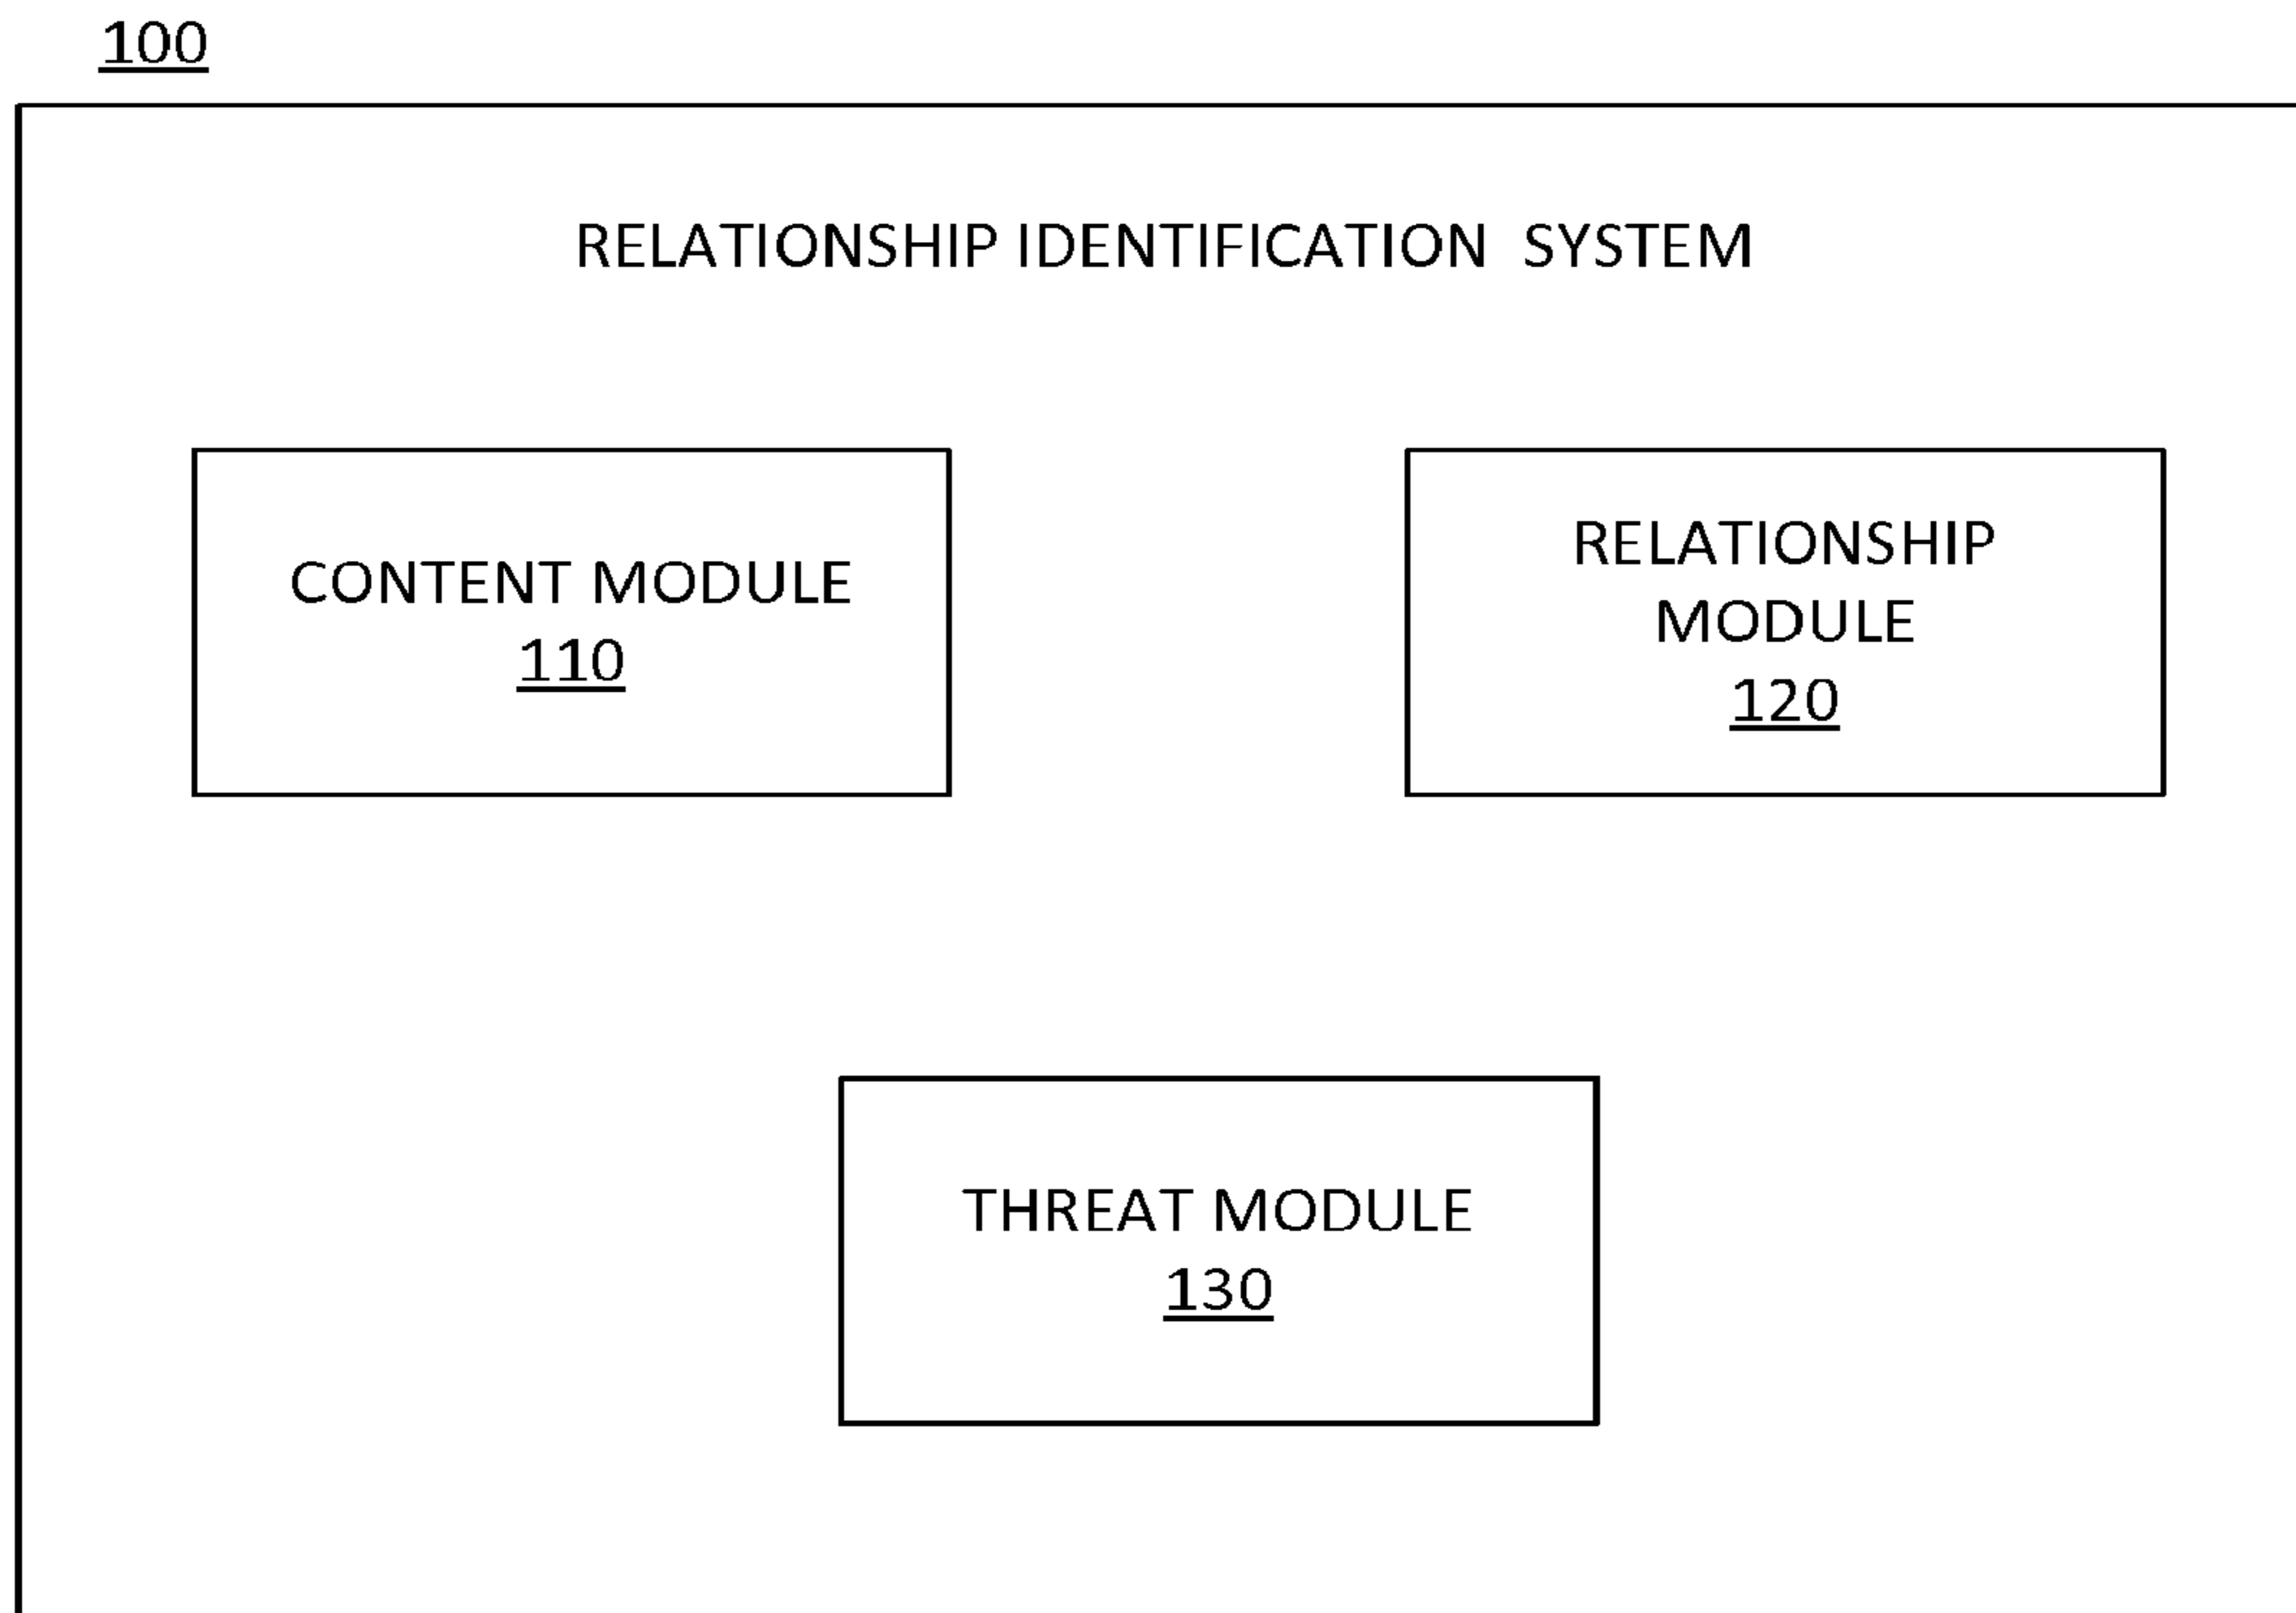 100
RELATIONSHIP IDENTIFICATION SYSTEM
CONTENT MODULE
110
RELATIONSHIP
MODULE
120
THREAT MODULE
130